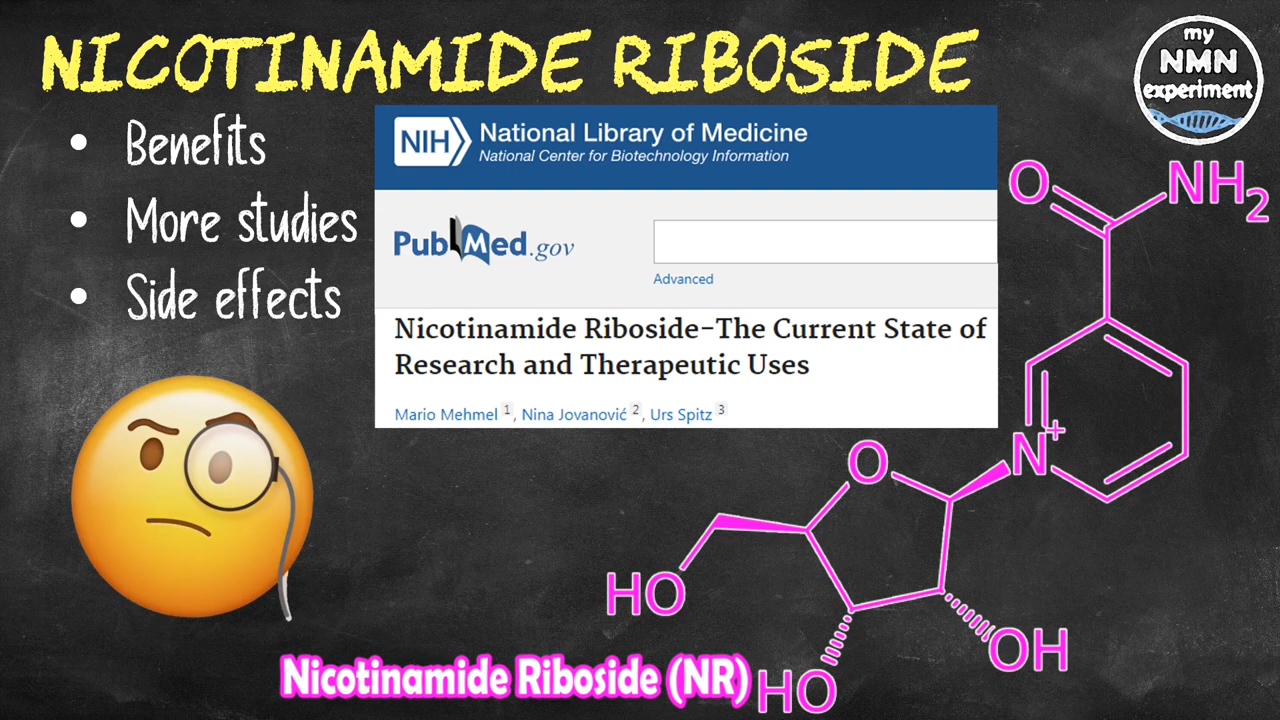 NICOTINAMIDE RIBOSIDE
my
NMN
experiment
• Benefits
• More studies
• Side effects
NIH
National Library of Medicine
National Center for Biotechnology Information
PubMed.gov
Advanced
Nicotinamide Riboside-The Current State of
Research and Therapeutic Uses
Mario Mehmel 1, Nina Jovanović 2, Urs Spitz 3
O
NH2
N+
O
HO
OH
HO
Nicotinamide Riboside (NR)